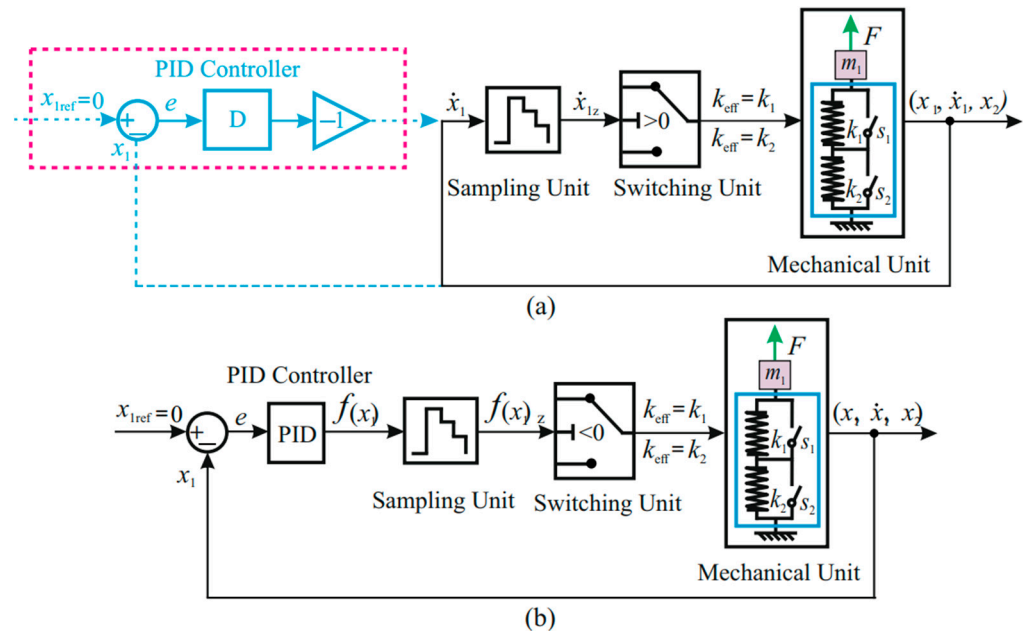 PID Controller
x1ref=0
+
−
e
D
−1
x1
ẋ1
ẋ1z
>0
keff=k1
keff=k2
F
m1
k1
s1
k2
s2
(x1, ẋ1, x2)
Sampling Unit
Switching Unit
Mechanical Unit
(a)
PID Controller
x1ref=0
+
−
e
PID
f(x)
f(x) z
<0
keff=k1
keff=k2
F
m1
k1
s1
k2
s2
(x, ẋ, x)
x1
Sampling Unit
Switching Unit
Mechanical Unit
(b)